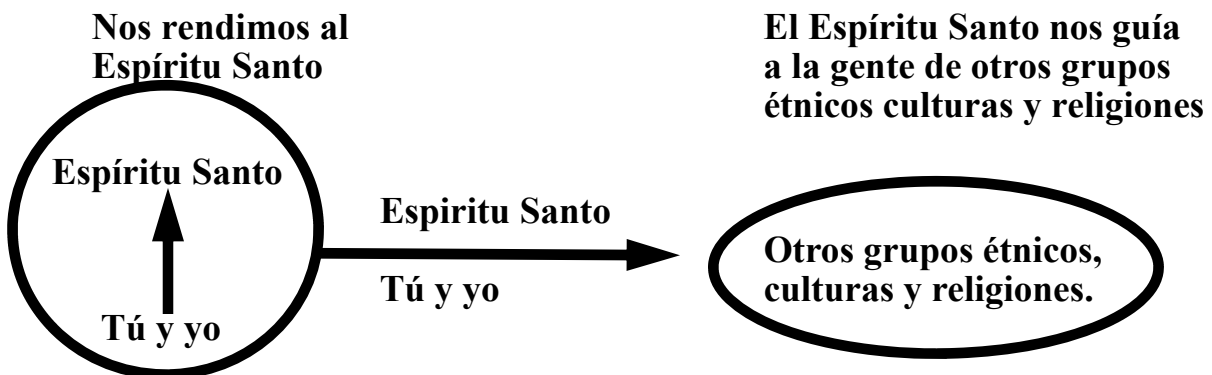 Nos rendimos al
Espíritu Santo
El Espíritu Santo nos guía
a la gente de otros grupos
étnicos culturas y religiones
Espíritu Santo
Tú y yo
Espiritu Santo
Tú y yo
Otros grupos étnicos,
culturas y religiones.